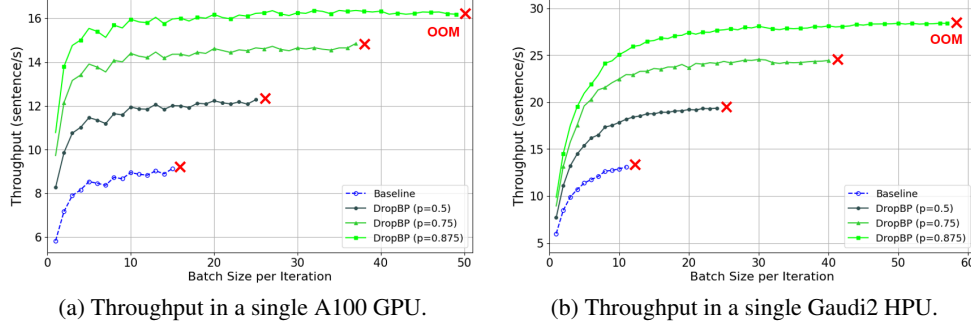 16
14
12
10
8
6
Throughput (sentence/s)
OOM
Baseline
DropBP (p=0.5)
DropBP (p=0.75)
DropBP (p=0.875)
0 10 20 30 40 50
Batch Size per Iteration
(a) Throughput in a single A100 GPU.
30
25
20
15
10
5
Throughput (sentence/s)
OOM
Baseline
DropBP (p=0.5)
DropBP (p=0.75)
DropBP (p=0.875)
0 10 20 30 40 50 60
Batch Size per Iteration
(b) Throughput in a single Gaudi2 HPU.